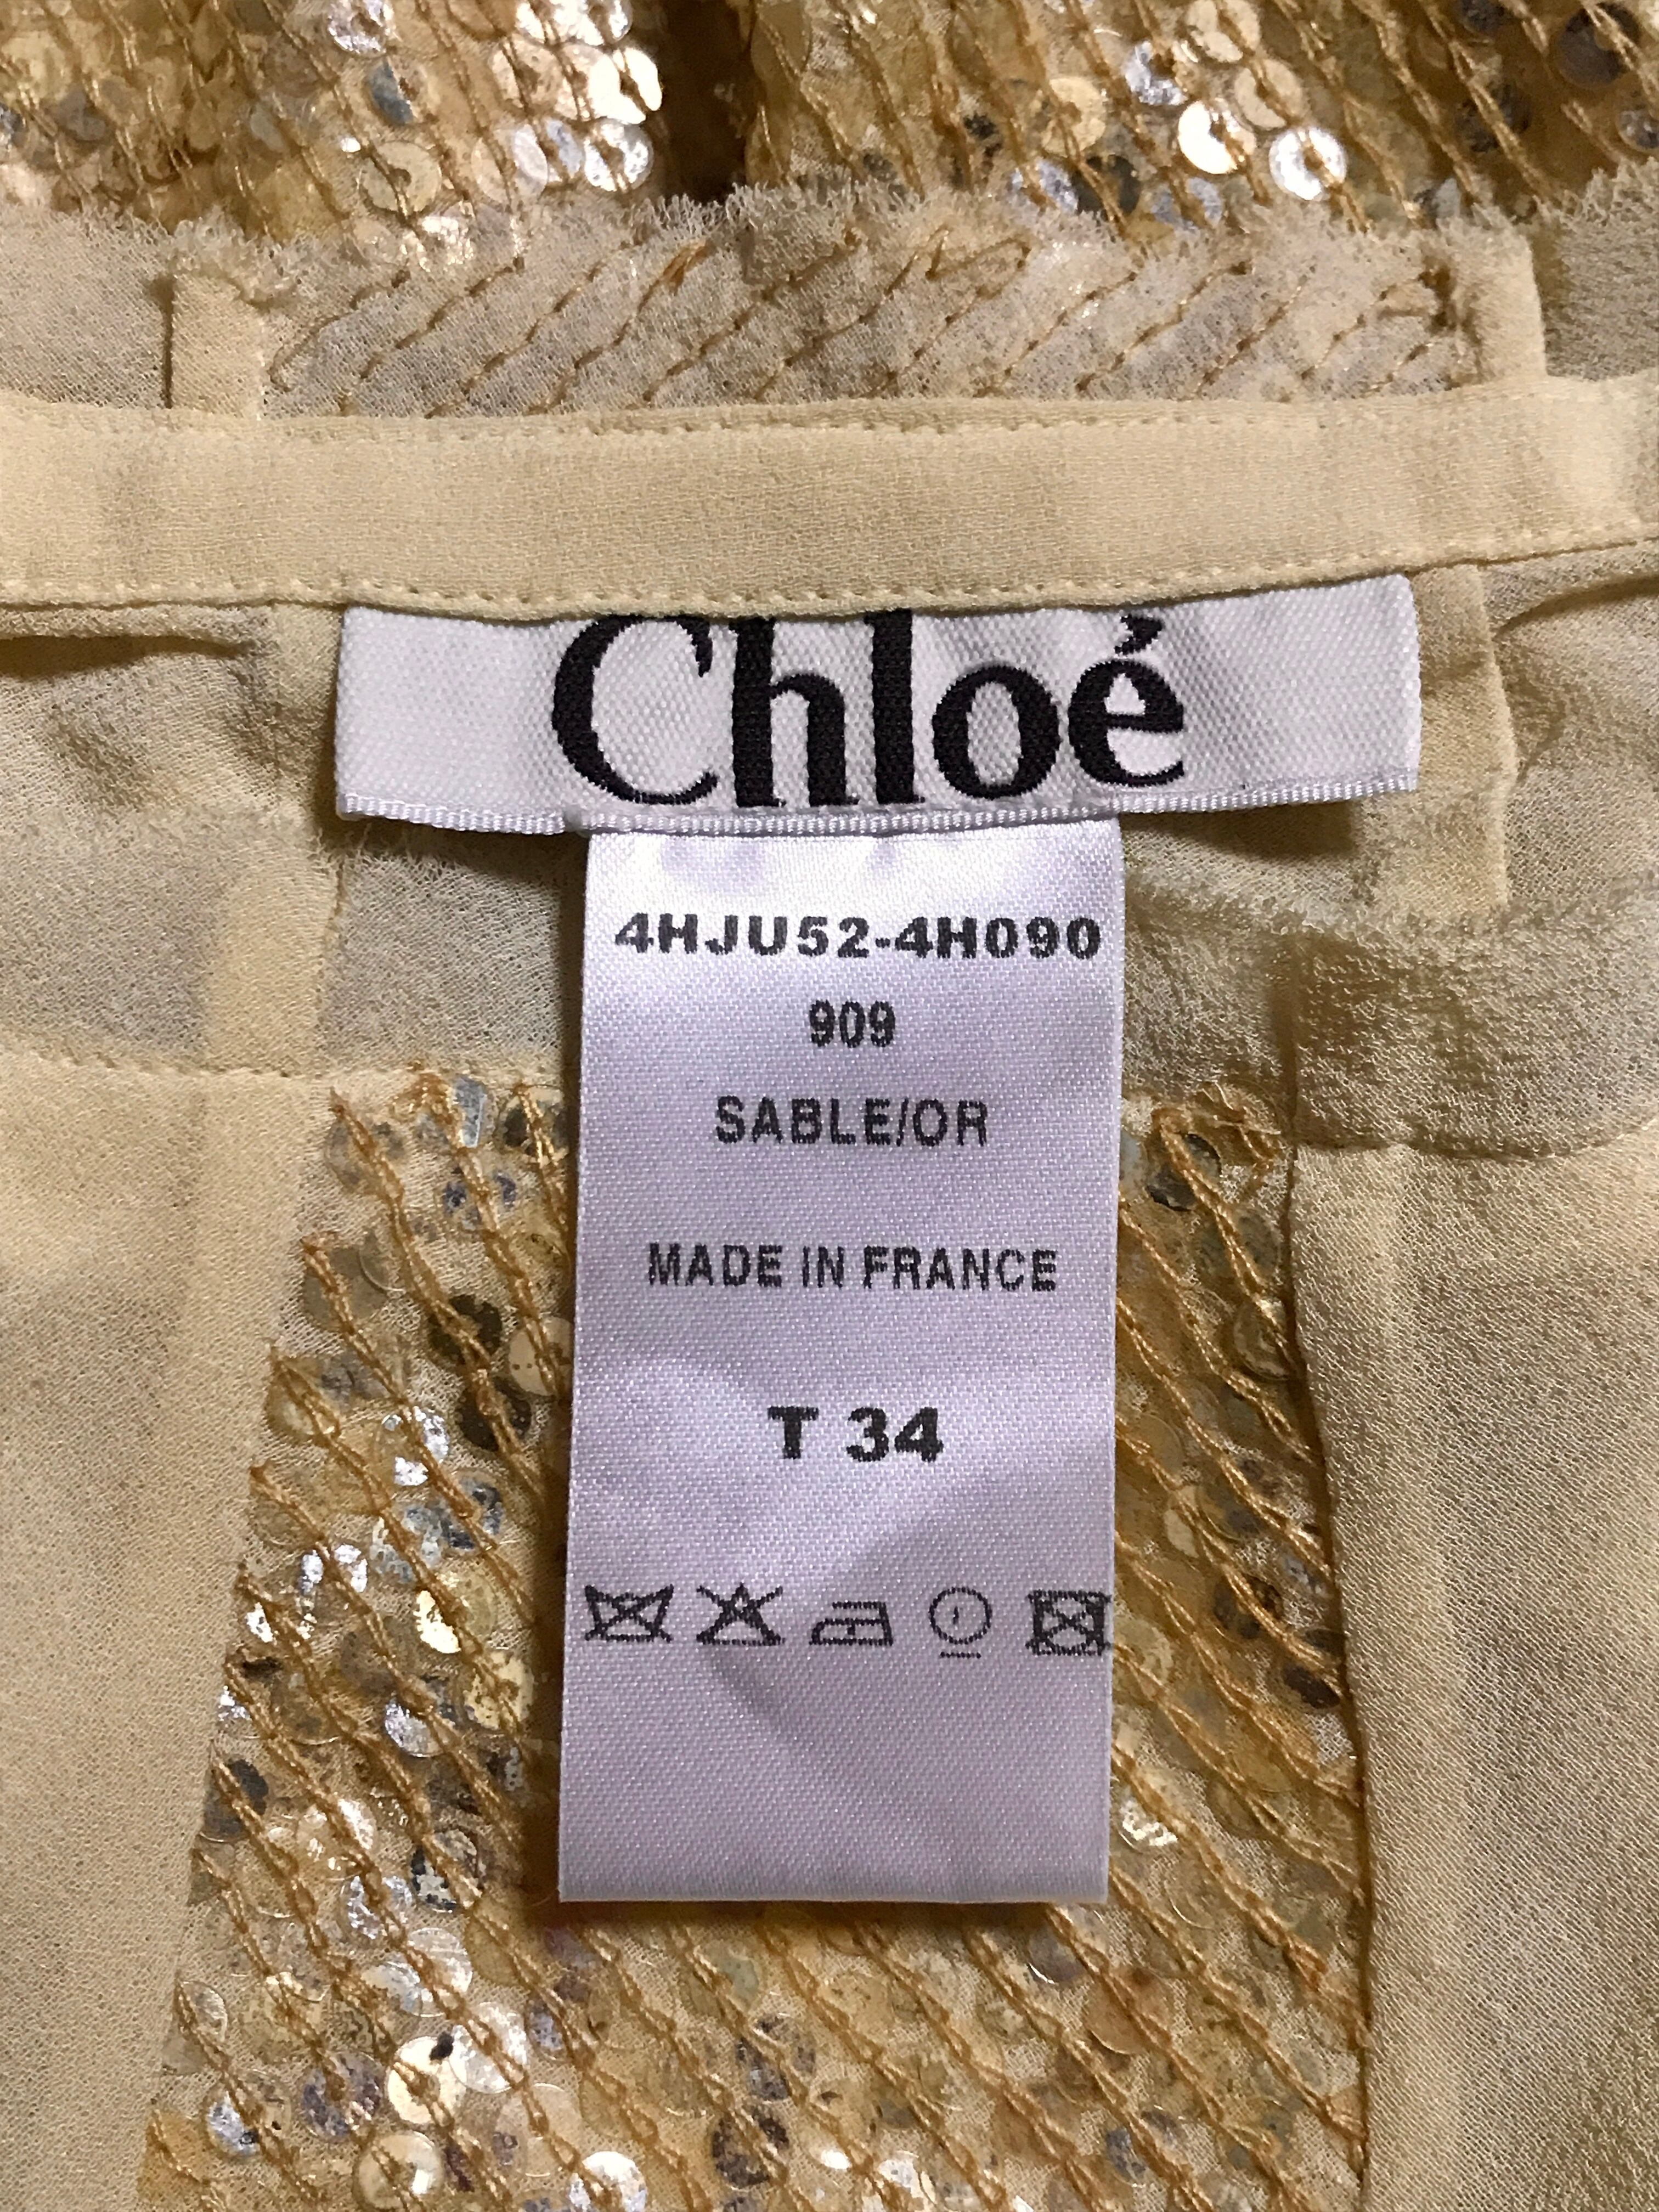 Chloé
4HJU52-4H090
909
SABLE/OR
MADE IN FRANCE
T 34